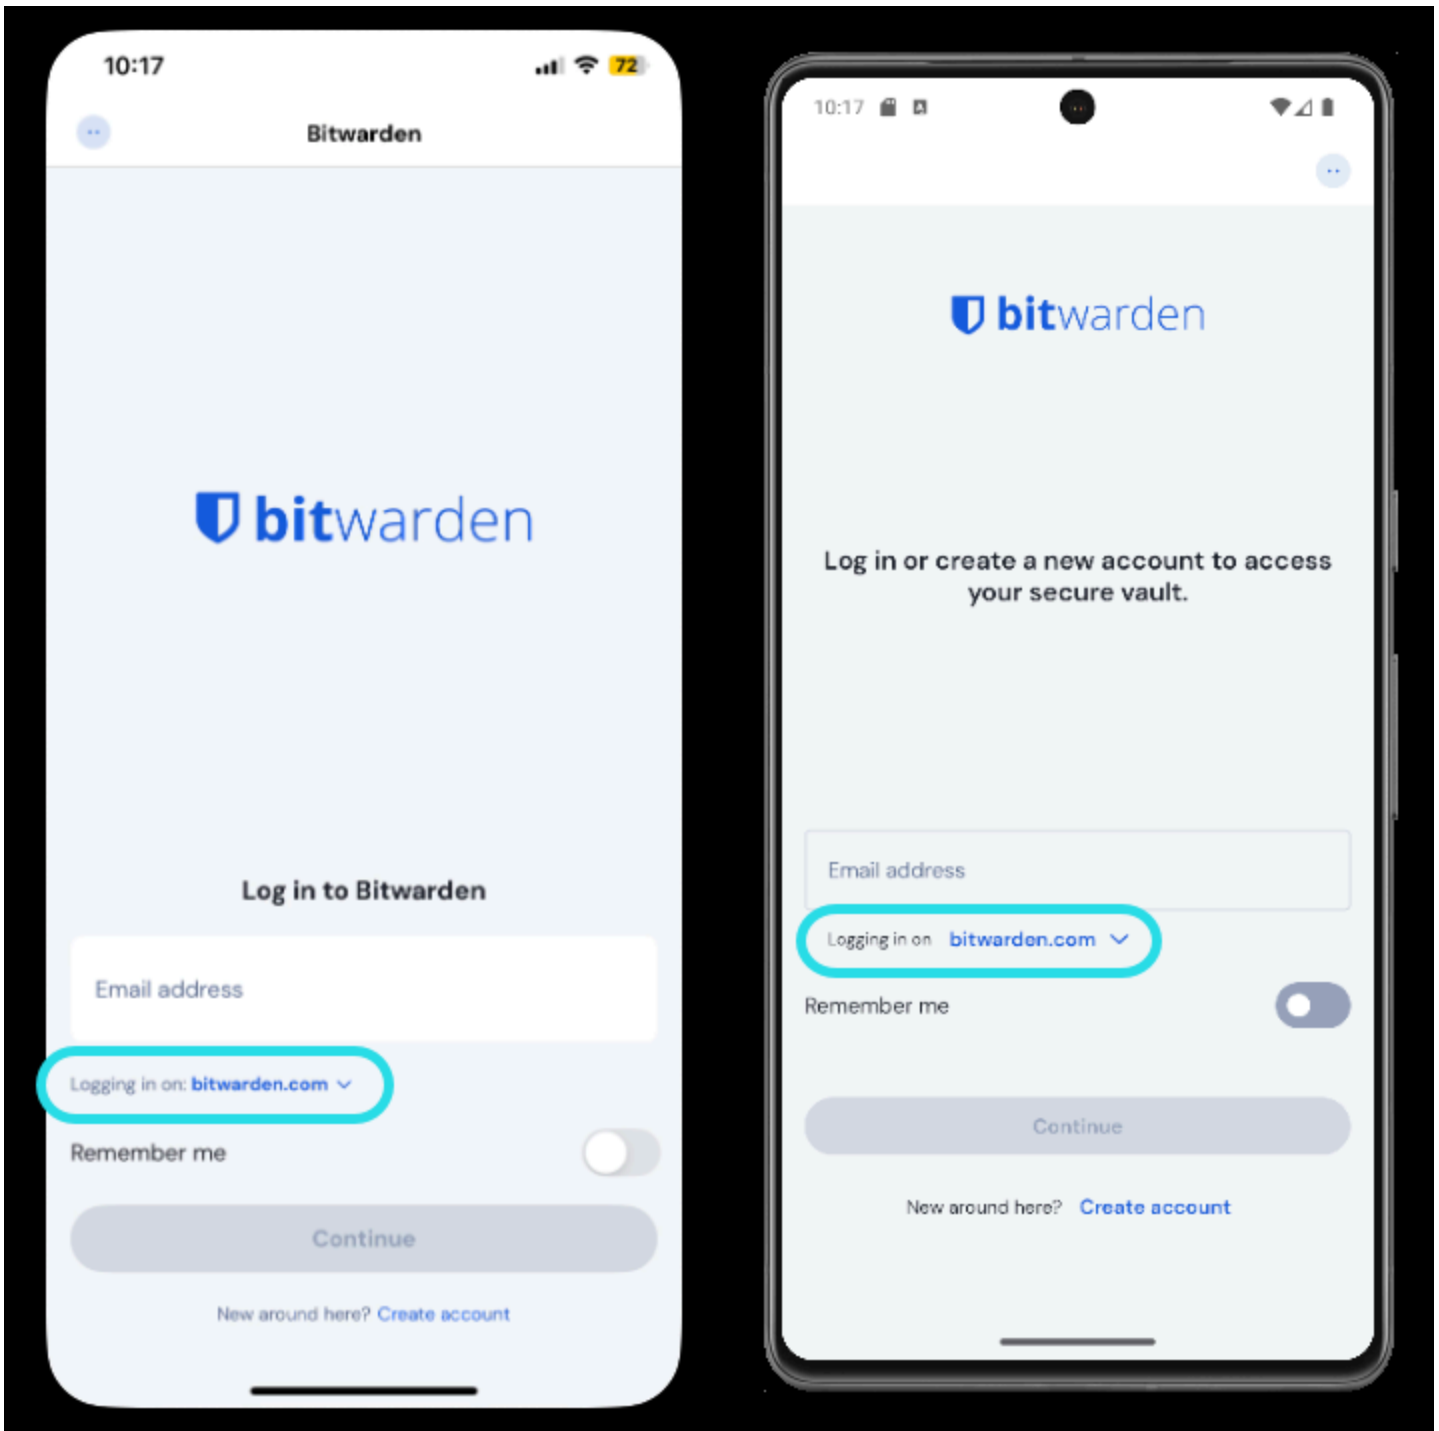 10:17
72
Bitwarden
bitwarden
Log in to Bitwarden
Email address
Logging in on: bitwarden.com
Remember me
Continue
New around here? Create account
10:17
bitwarden
Log in or create a new account to access
your secure vault.
Email address
Logging in on bitwarden.com
Remember me
Continue
New around here? Create account